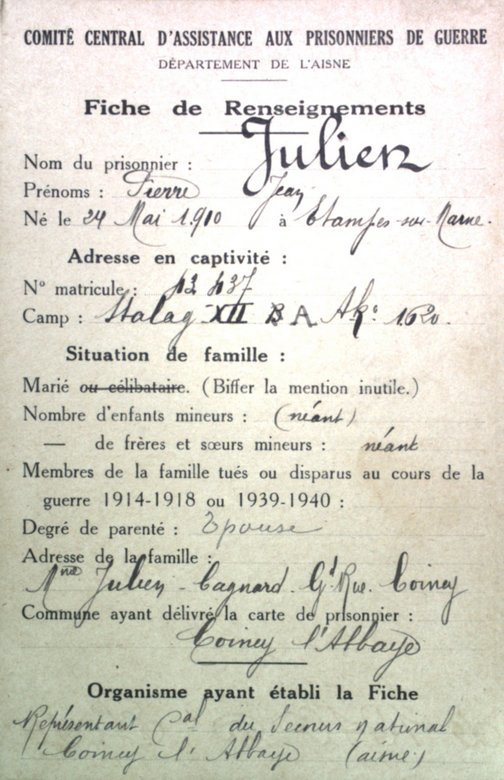 COMITÉ CENTRAL D'ASSISTANCE AUX PRISONNIERS DE GUERRE
DÉPARTEMENT DE L'AISNE
Fiche de Renseignements
Nom du prisonnier : Julien
Prénoms : Pierre Jean
Né le 24 Mai 1910 à Etampes-sur-Marne.
Adresse en captivité :
N° matricule : 42 437
Camp : Stalag XII A AKº 1620.
Situation de famille :
Marié ou célibataire. (Biffer la mention inutile.)
Nombre d'enfants mineurs : (néant)
— de frères et sœurs mineurs : néant
Membres de la famille tués ou disparus au cours de la
guerre 1914-1918 ou 1939-1940 :
Degré de parenté : Epouse
Adresse de la famille :
Mme Julien - Cagnard. Gd Rue. Coincy
Commune ayant délivré la carte de prisonnier :
Coincy l'Abbaye
Organisme ayant établi la Fiche
Représentant Cal du Secours national
Coincy l'Abbaye (aisne)